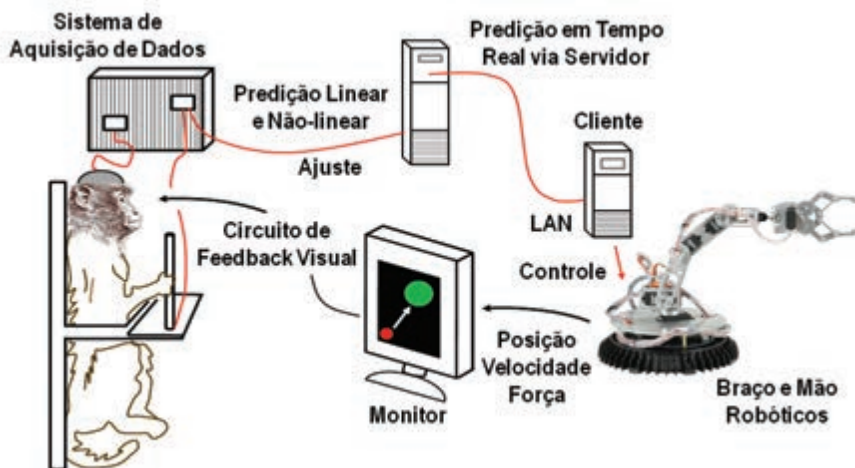 Sistema de
Aquisição de Dados
Predição em Tempo
Real via Servidor
Predição Linear
e Não-linear
Ajuste
Cliente
LAN
Controle
Circuito de
Feedback Visual
Posição
Velocidade
Força
Monitor
Braço e Mão
Robóticos